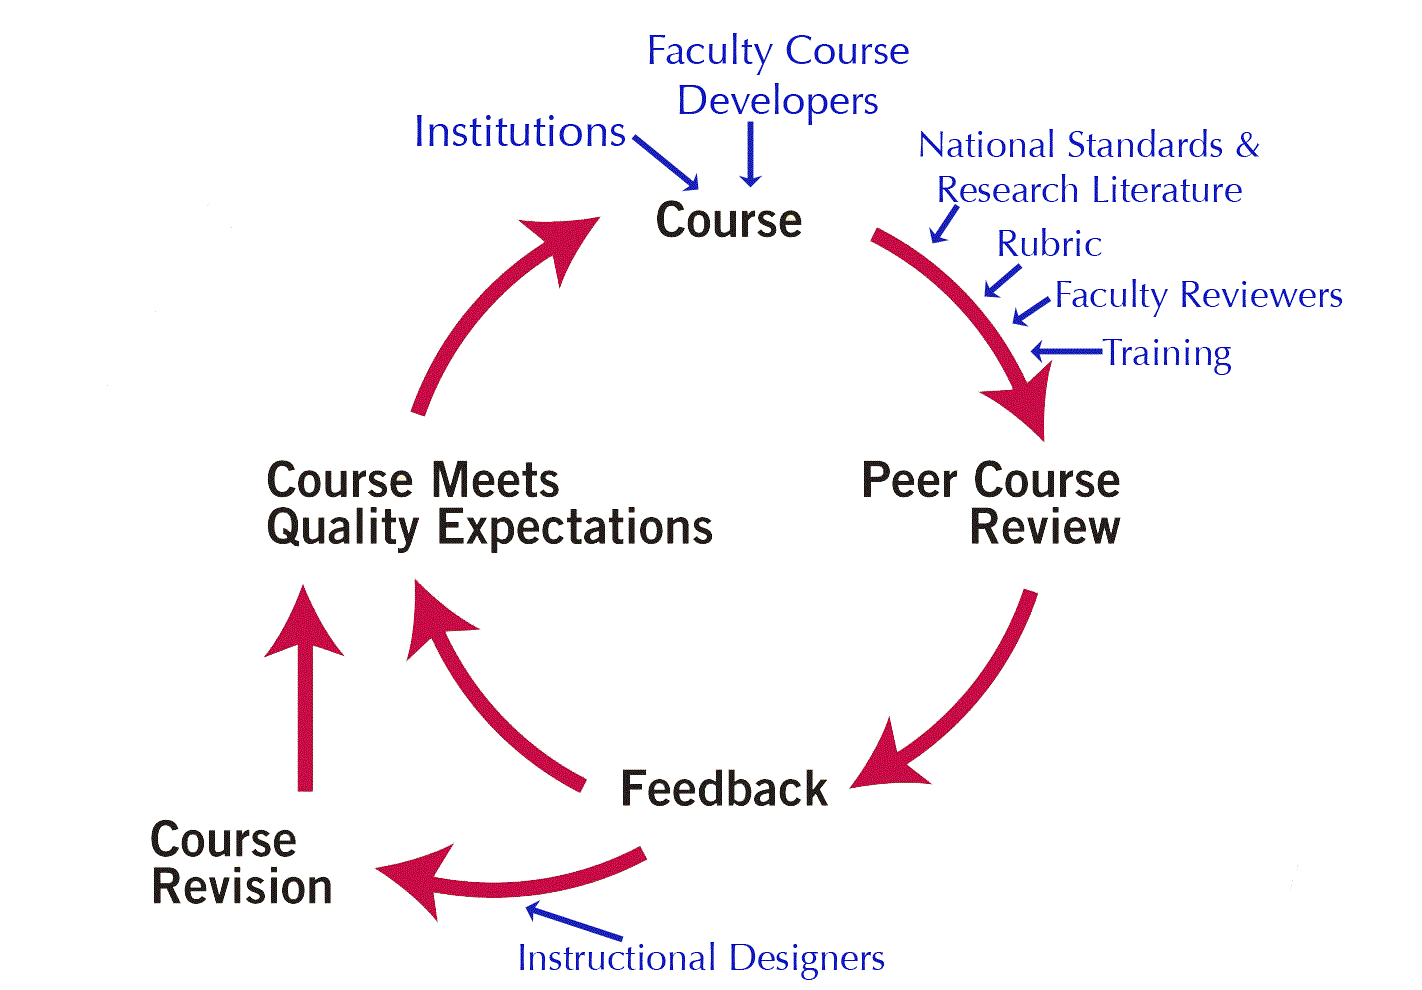 Faculty Course
Developers
Institutions
Course
National Standards &
Research Literature
Rubric
Faculty Reviewers
Training
Peer Course
Review
Course Meets
Quality Expectations
Feedback
Course
Revision
Instructional Designers